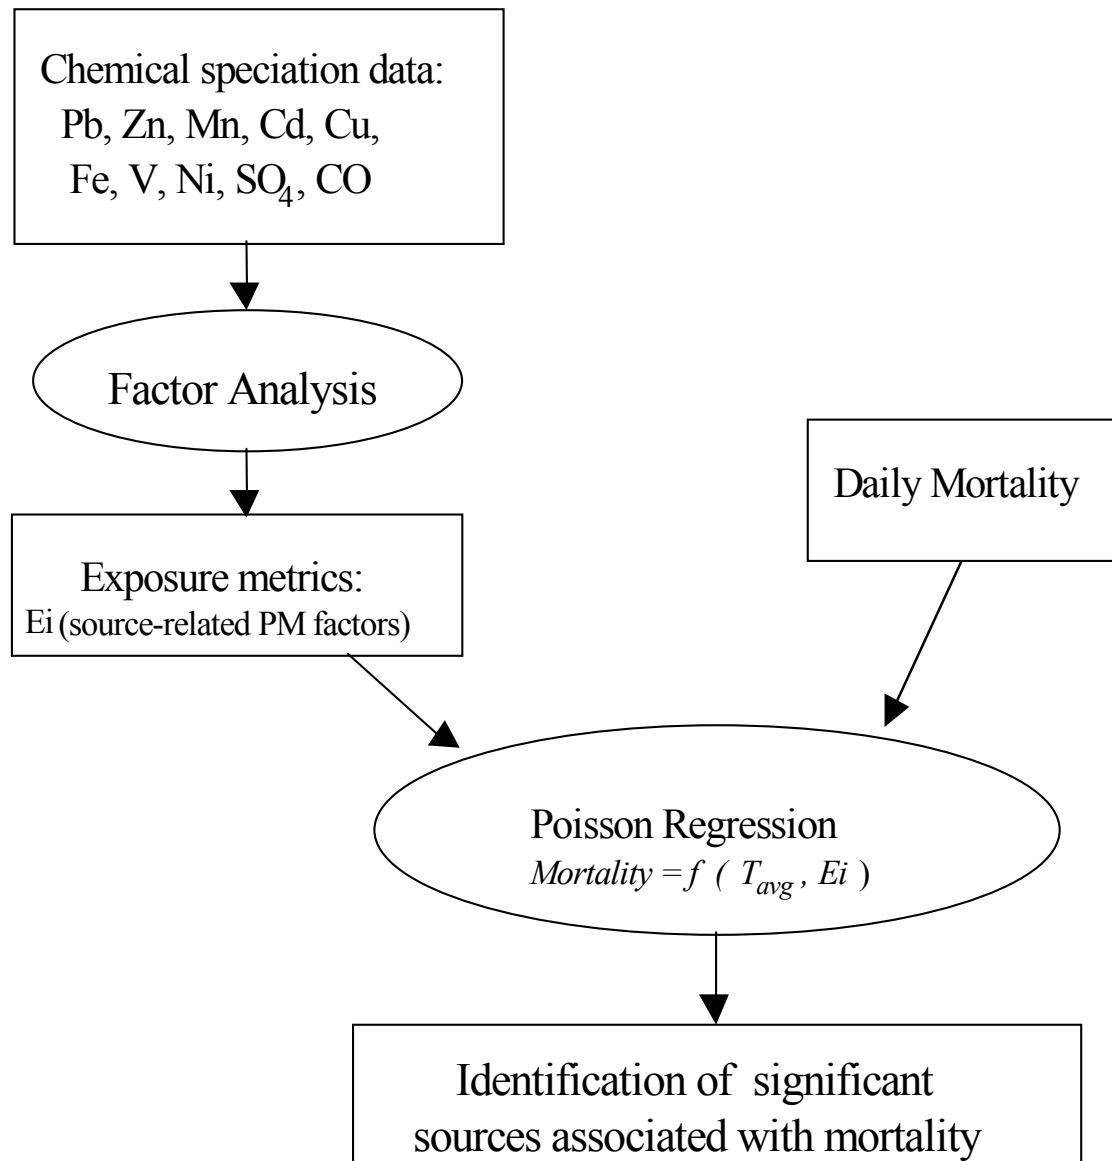 Chemical speciation data:
Pb, Zn, Mn, Cd, Cu,
Fe, V, Ni, SO4, CO
Factor Analysis
Exposure metrics:
Ei (source-related PM factors)
Daily Mortality
Poisson Regression
Mortality = f ( Tavg , Ei )
Identification of significant
sources associated with mortality